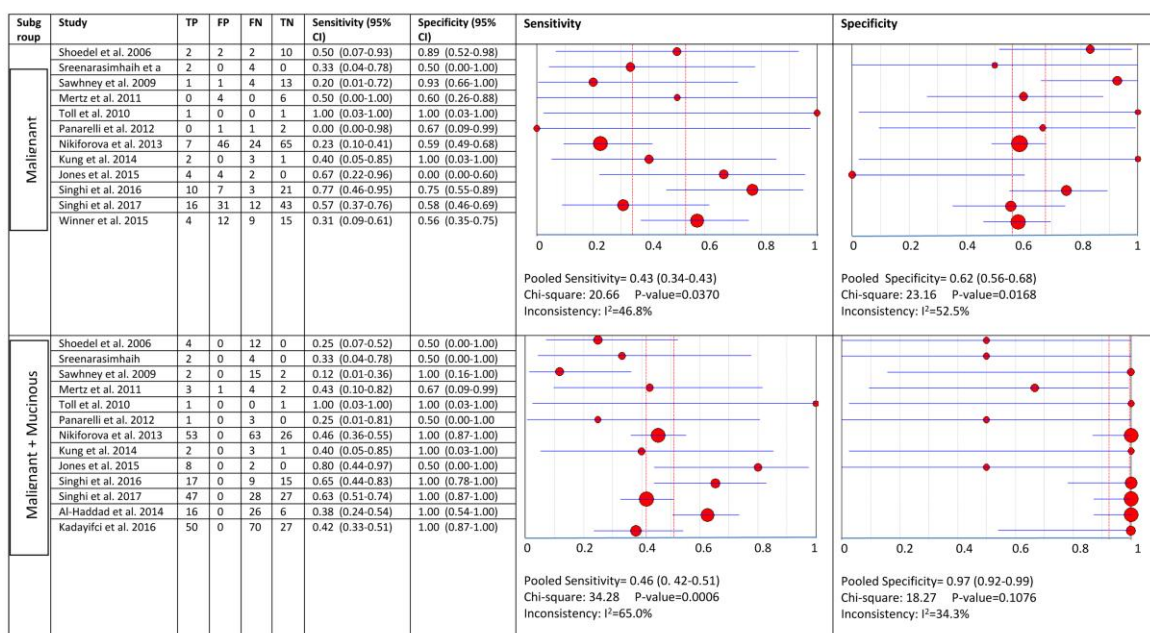 Subg roup Study TP FP FN TN Sensitivity (95% CI) Specificity (95% CI) Sensitivity Specificity
Malignant
Shoedel et al. 2006 2 2 2 10 0.50 (0.07-0.93) 0.89 (0.52-0.98)
Sreenarasimhaih et a 2 0 4 0 0.33 (0.04-0.78) 0.50 (0.00-1.00)
Sawhney et al. 2009 1 1 4 13 0.20 (0.01-0.72) 0.93 (0.66-1.00)
Mertz et al. 2011 0 4 0 6 0.50 (0.00-1.00) 0.60 (0.26-0.88)
Toll et al. 2010 1 0 0 1 1.00 (0.03-1.00) 1.00 (0.03-1.00)
Panarelli et al. 2012 0 1 1 2 0.00 (0.00-0.98) 0.67 (0.09-0.99)
Nikiforova et al. 2013 7 46 24 65 0.23 (0.10-0.41) 0.59 (0.49-0.68)
Kung et al. 2014 2 0 3 1 0.40 (0.05-0.85) 1.00 (0.03-1.00)
Jones et al. 2015 4 4 2 0 0.67 (0.22-0.96) 0.00 (0.00-0.60)
Singhi et al. 2016 10 7 3 21 0.77 (0.46-0.95) 0.75 (0.55-0.89)
Singhi et al. 2017 16 31 12 43 0.57 (0.37-0.76) 0.58 (0.46-0.69)
Winner et al. 2015 4 12 9 15 0.31 (0.09-0.61) 0.56 (0.35-0.75)
0 0.2 0.4 0.6 0.8 1 0 0.2 0.4 0.6 0.8 1
Pooled Sensitivity= 0.43 (0.34-0.43) Pooled Specificity= 0.62 (0.56-0.68)
Chi-square: 20.66 P-value=0.0370 Chi-square: 23.16 P-value=0.0168
Inconsistency: I²=46.8% Inconsistency: I²=52.5%
Malignant + Mucinous
Shoedel et al. 2006 4 0 12 0 0.25 (0.07-0.52) 0.50 (0.00-1.00)
Sreenarasimhaih 2 0 4 0 0.33 (0.04-0.78) 0.50 (0.00-1.00)
Sawhney et al. 2009 2 0 15 2 0.12 (0.01-0.36) 1.00 (0.16-1.00)
Mertz et al. 2011 3 1 4 2 0.43 (0.10-0.82) 0.67 (0.09-0.99)
Toll et al. 2010 1 0 0 1 1.00 (0.03-1.00) 1.00 (0.03-1.00)
Panarelli et al. 2012 1 0 3 0 0.25 (0.01-0.81) 0.50 (0.00-1.00
Nikiforova et al. 2013 53 0 63 26 0.46 (0.36-0.55) 1.00 (0.87-1.00)
Kung et al. 2014 2 0 3 1 0.40 (0.05-0.85) 1.00 (0.03-1.00)
Jones et al. 2015 8 0 2 0 0.80 (0.44-0.97) 0.50 (0.00-1.00)
Singhi et al. 2016 17 0 9 15 0.65 (0.44-0.83) 1.00 (0.78-1.00)
Singhi et al. 2017 47 0 28 27 0.63 (0.51-0.74) 1.00 (0.87-1.00)
Al-Haddad et al. 2014 16 0 26 6 0.38 (0.24-0.54) 1.00 (0.54-1.00)
Kadayifci et al. 2016 50 0 70 27 0.42 (0.33-0.51) 1.00 (0.87-1.00)
0 0.2 0.4 0.6 0.8 1 0 0.2 0.4 0.6 0.8 1
Pooled Sensitivity= 0.46 (0. 42-0.51) Pooled Specificity= 0.97 (0.92-0.99)
Chi-square: 34.28 P-value=0.0006 Chi-square: 18.27 P-value=0.1076
Inconsistency: I²=65.0% Inconsistency: I²=34.3%